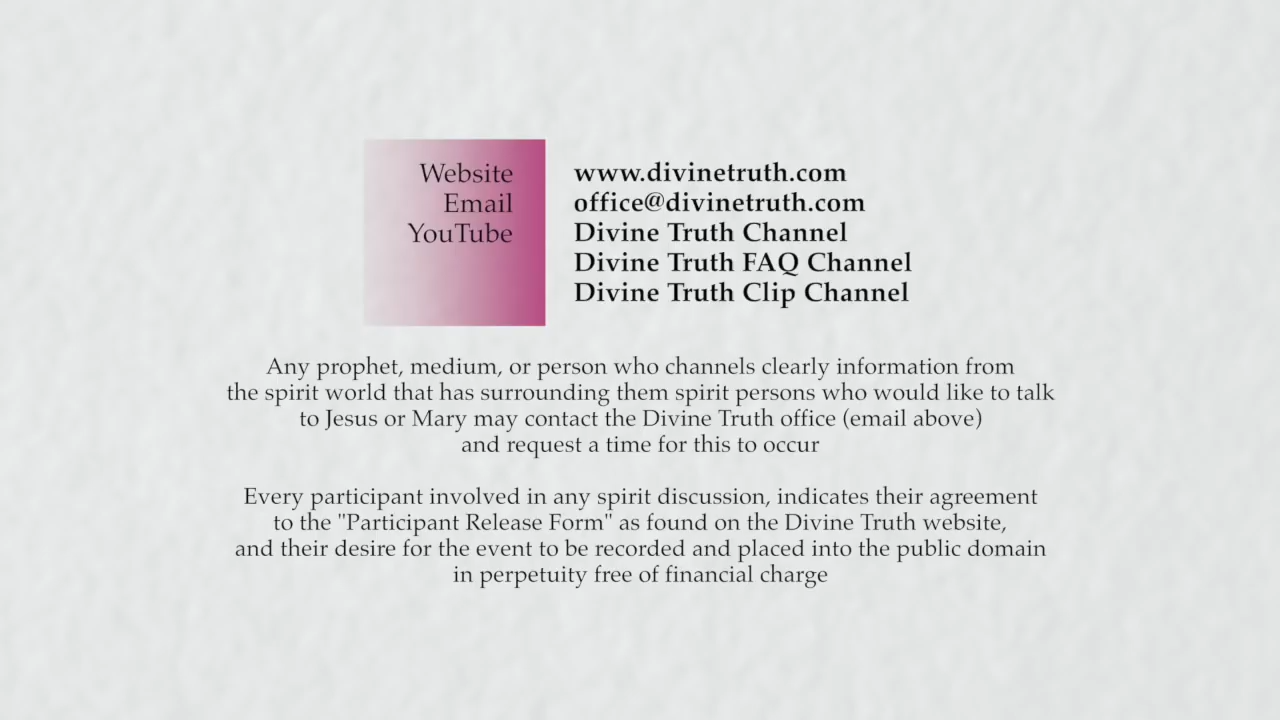 Website www.divinetruth.com
Email office@divinetruth.com
YouTube Divine Truth Channel
Divine Truth FAQ Channel
Divine Truth Clip Channel
Any prophet, medium, or person who channels clearly information from
the spirit world that has surrounding them spirit persons who would like to talk
to Jesus or Mary may contact the Divine Truth office (email above)
and request a time for this to occur
Every participant involved in any spirit discussion, indicates their agreement
to the "Participant Release Form" as found on the Divine Truth website,
and their desire for the event to be recorded and placed into the public domain
in perpetuity free of financial charge